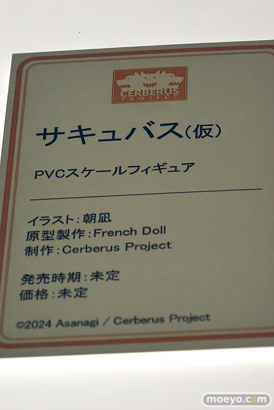 CERBERUS
PROJECT
サキュバス(仮)
PVCスケールフィギュア
イラスト:朝凪
原型製作:French Doll
制作:Cerberus Project
発売時期:未定
価格:未定
©2024 Asanagi / Cerberus Project
moeyo.com